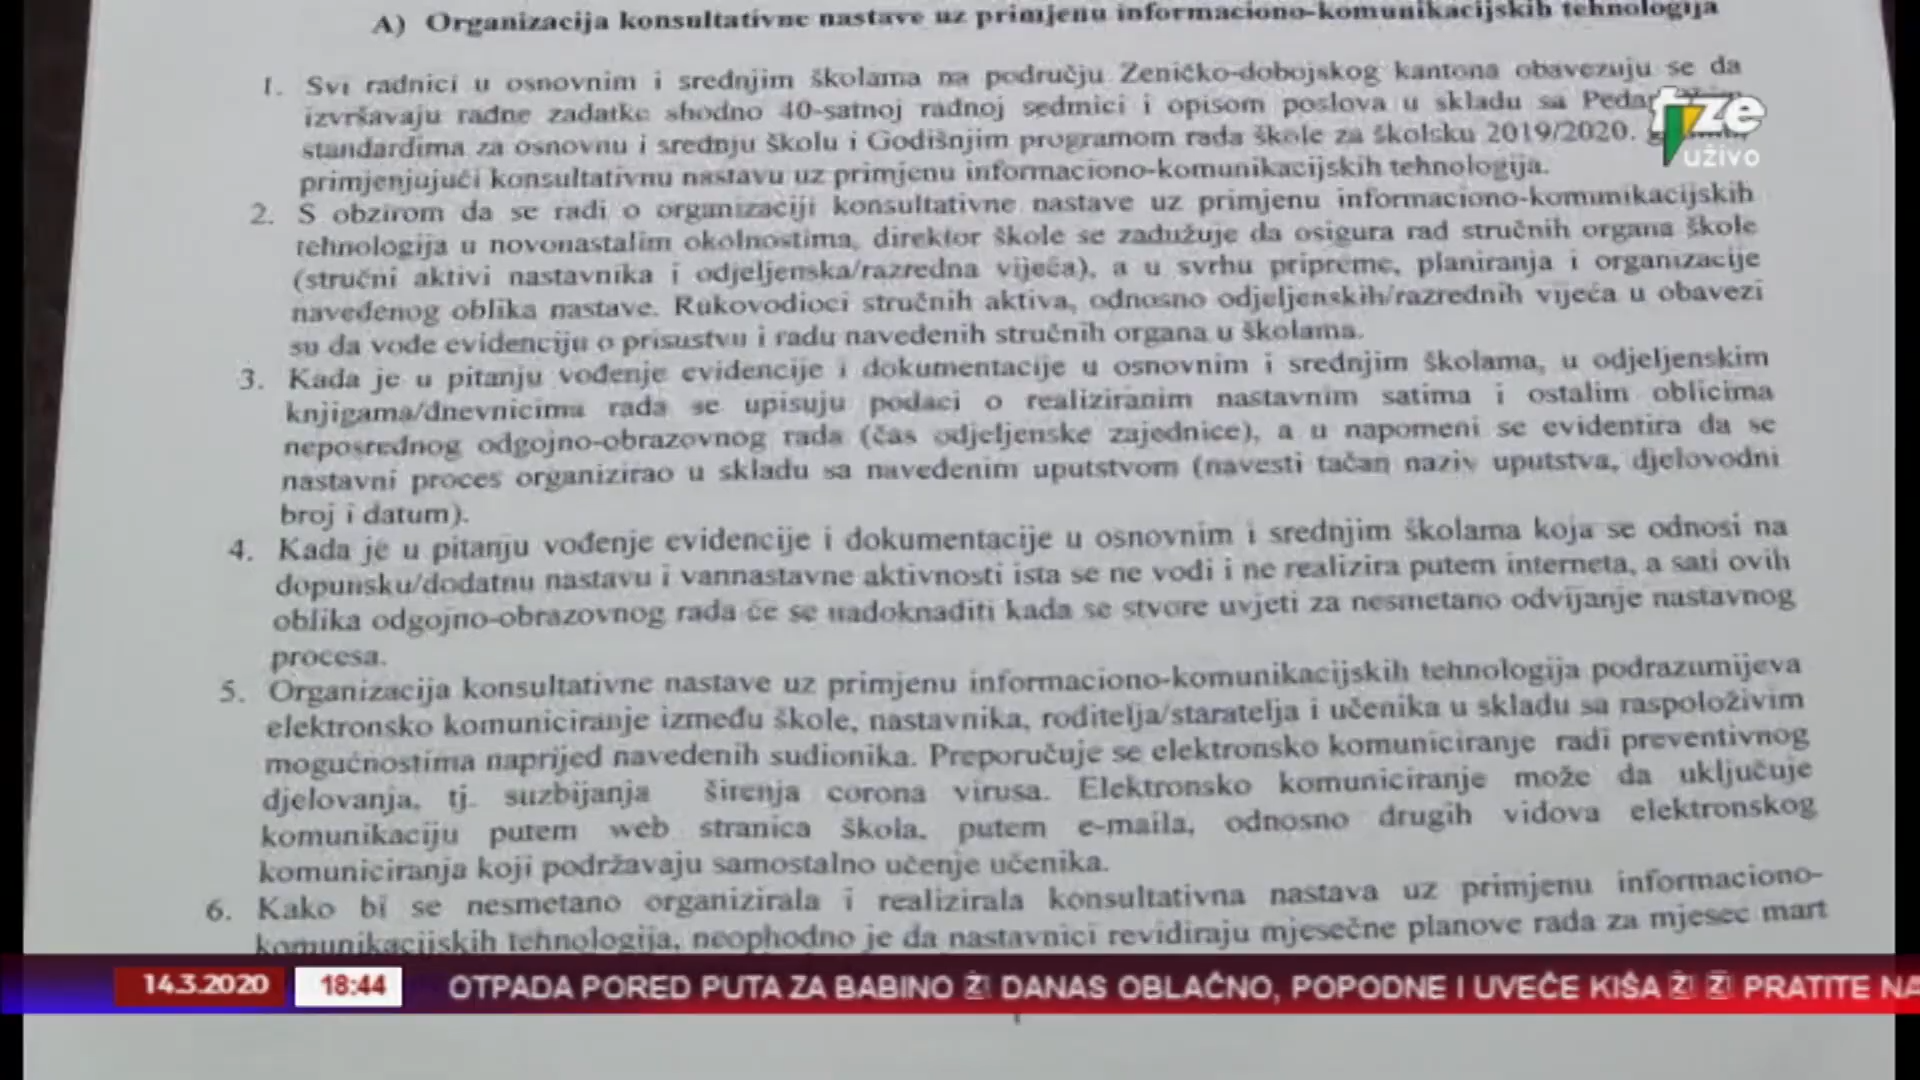 A) Organizacija konsultativne nastave uz primjenu informaciono-komunikacijskih tehnologija
1. Svi radnici u osnovnim i srednjim školama na području Zeničko-dobojskog kantona obavezuju se da
izvršavaju radne zadatke shodno 40-satnoj radnoj sedmici i opisom poslova u skladu sa
standardima za osnovnu i srednju školu i Godišnjim programom rada škole za školsku 2019/2020.
primjenjujući konsultativnu nastavu uz primjenu informaciono-komunikacijskih tehnologija.
2. S obzirom da se radi o organizaciji konsultativne nastave uz primjenu informaciono-komunikacijskih
tehnologija u novonastalim okolnostima, direktor škole se zadužuje da osigura rad stručnih organa škole
(stručni aktivi nastavnika i odjeljenska/razredna vijeća), a u svrhu pripreme, planiranja i organizacije
navedenog oblika nastave. Rukovodioci stručnih aktiva, odnosno odjeljenskih/razrednih vijeća u obavezi
su da vode evidenciju o prisustvu i radu navedenih stručnih organa u školama.
3. Kada je u pitanju vođenje evidencije i dokumentacije u osnovnim i srednjim školama, u odjeljenskim
knjigama/dnevnicima rada se upisuju podaci o realiziranim nastavnim satima i ostalim oblicima
neposrednog odgojno-obrazovnog rada (čas odjeljenske zajednice), a u napomeni se evidentira da se
nastavni proces organizirao u skladu sa navedenim uputstvom (navesti tačan naziv uputstva, djelovodni
broj i datum).
4. Kada je u pitanju vođenje evidencije i dokumentacije u osnovnim i srednjim školama koja se odnosi na
dopunsku/dodatnu nastavu i vannastavne aktivnosti ista se ne vodi i ne realizira putem interneta, a sati ovih
oblika odgojno-obrazovnog rada će se nadoknaditi kada se stvore uvjeti za nesmetano odvijanje nastavnog
procesa.
5. Organizacija konsultativne nastave uz primjenu informaciono-komunikacijskih tehnologija podrazumijeva
elektronsko komuniciranje između škole, nastavnika, roditelja/staratelja i učenika u skladu sa raspoloživim
mogućnostima naprijed navedenih sudionika. Preporučuje se elektronsko komuniciranje radi preventivnog
djelovanja, tj. suzbijanja širenja corona virusa. Elektronsko komuniciranje može da uključuje
komunikaciju putem web stranica škola, putem e-maila, odnosno drugih vidova elektronskog
komuniciranja koji podržavaju samostalno učenje učenika.
6. Kako bi se nesmetano organizirala i realizirala konsultativna nastava uz primjenu informaciono-
komunikacijskih tehnologija, neophodno je da nastavnici revidiraju mjesečne planove rada za mjesec mart
rtvze
uživo
14.3.2020 18:44 OTPADA PORED PUTA ZA BABINO Ž DANAS OBLAČNO, POPODNE I UVEČE KIŠA Ž Ž PRATITE NA